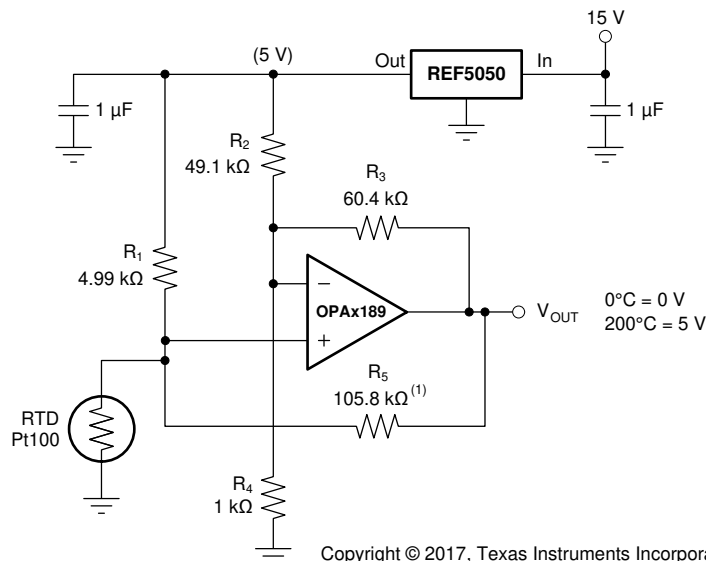 15 V
(5 V)
Out
REF5050
In
1 µF
1 µF
R2
49.1 kΩ
R3
60.4 kΩ
R1
4.99 kΩ
−
OPAx189
+
VOUT
0°C = 0 V
200°C = 5 V
R5
105.8 kΩ(1)
RTD
Pt100
R4
1 kΩ
Copyright © 2017, Texas Instruments Incorpora